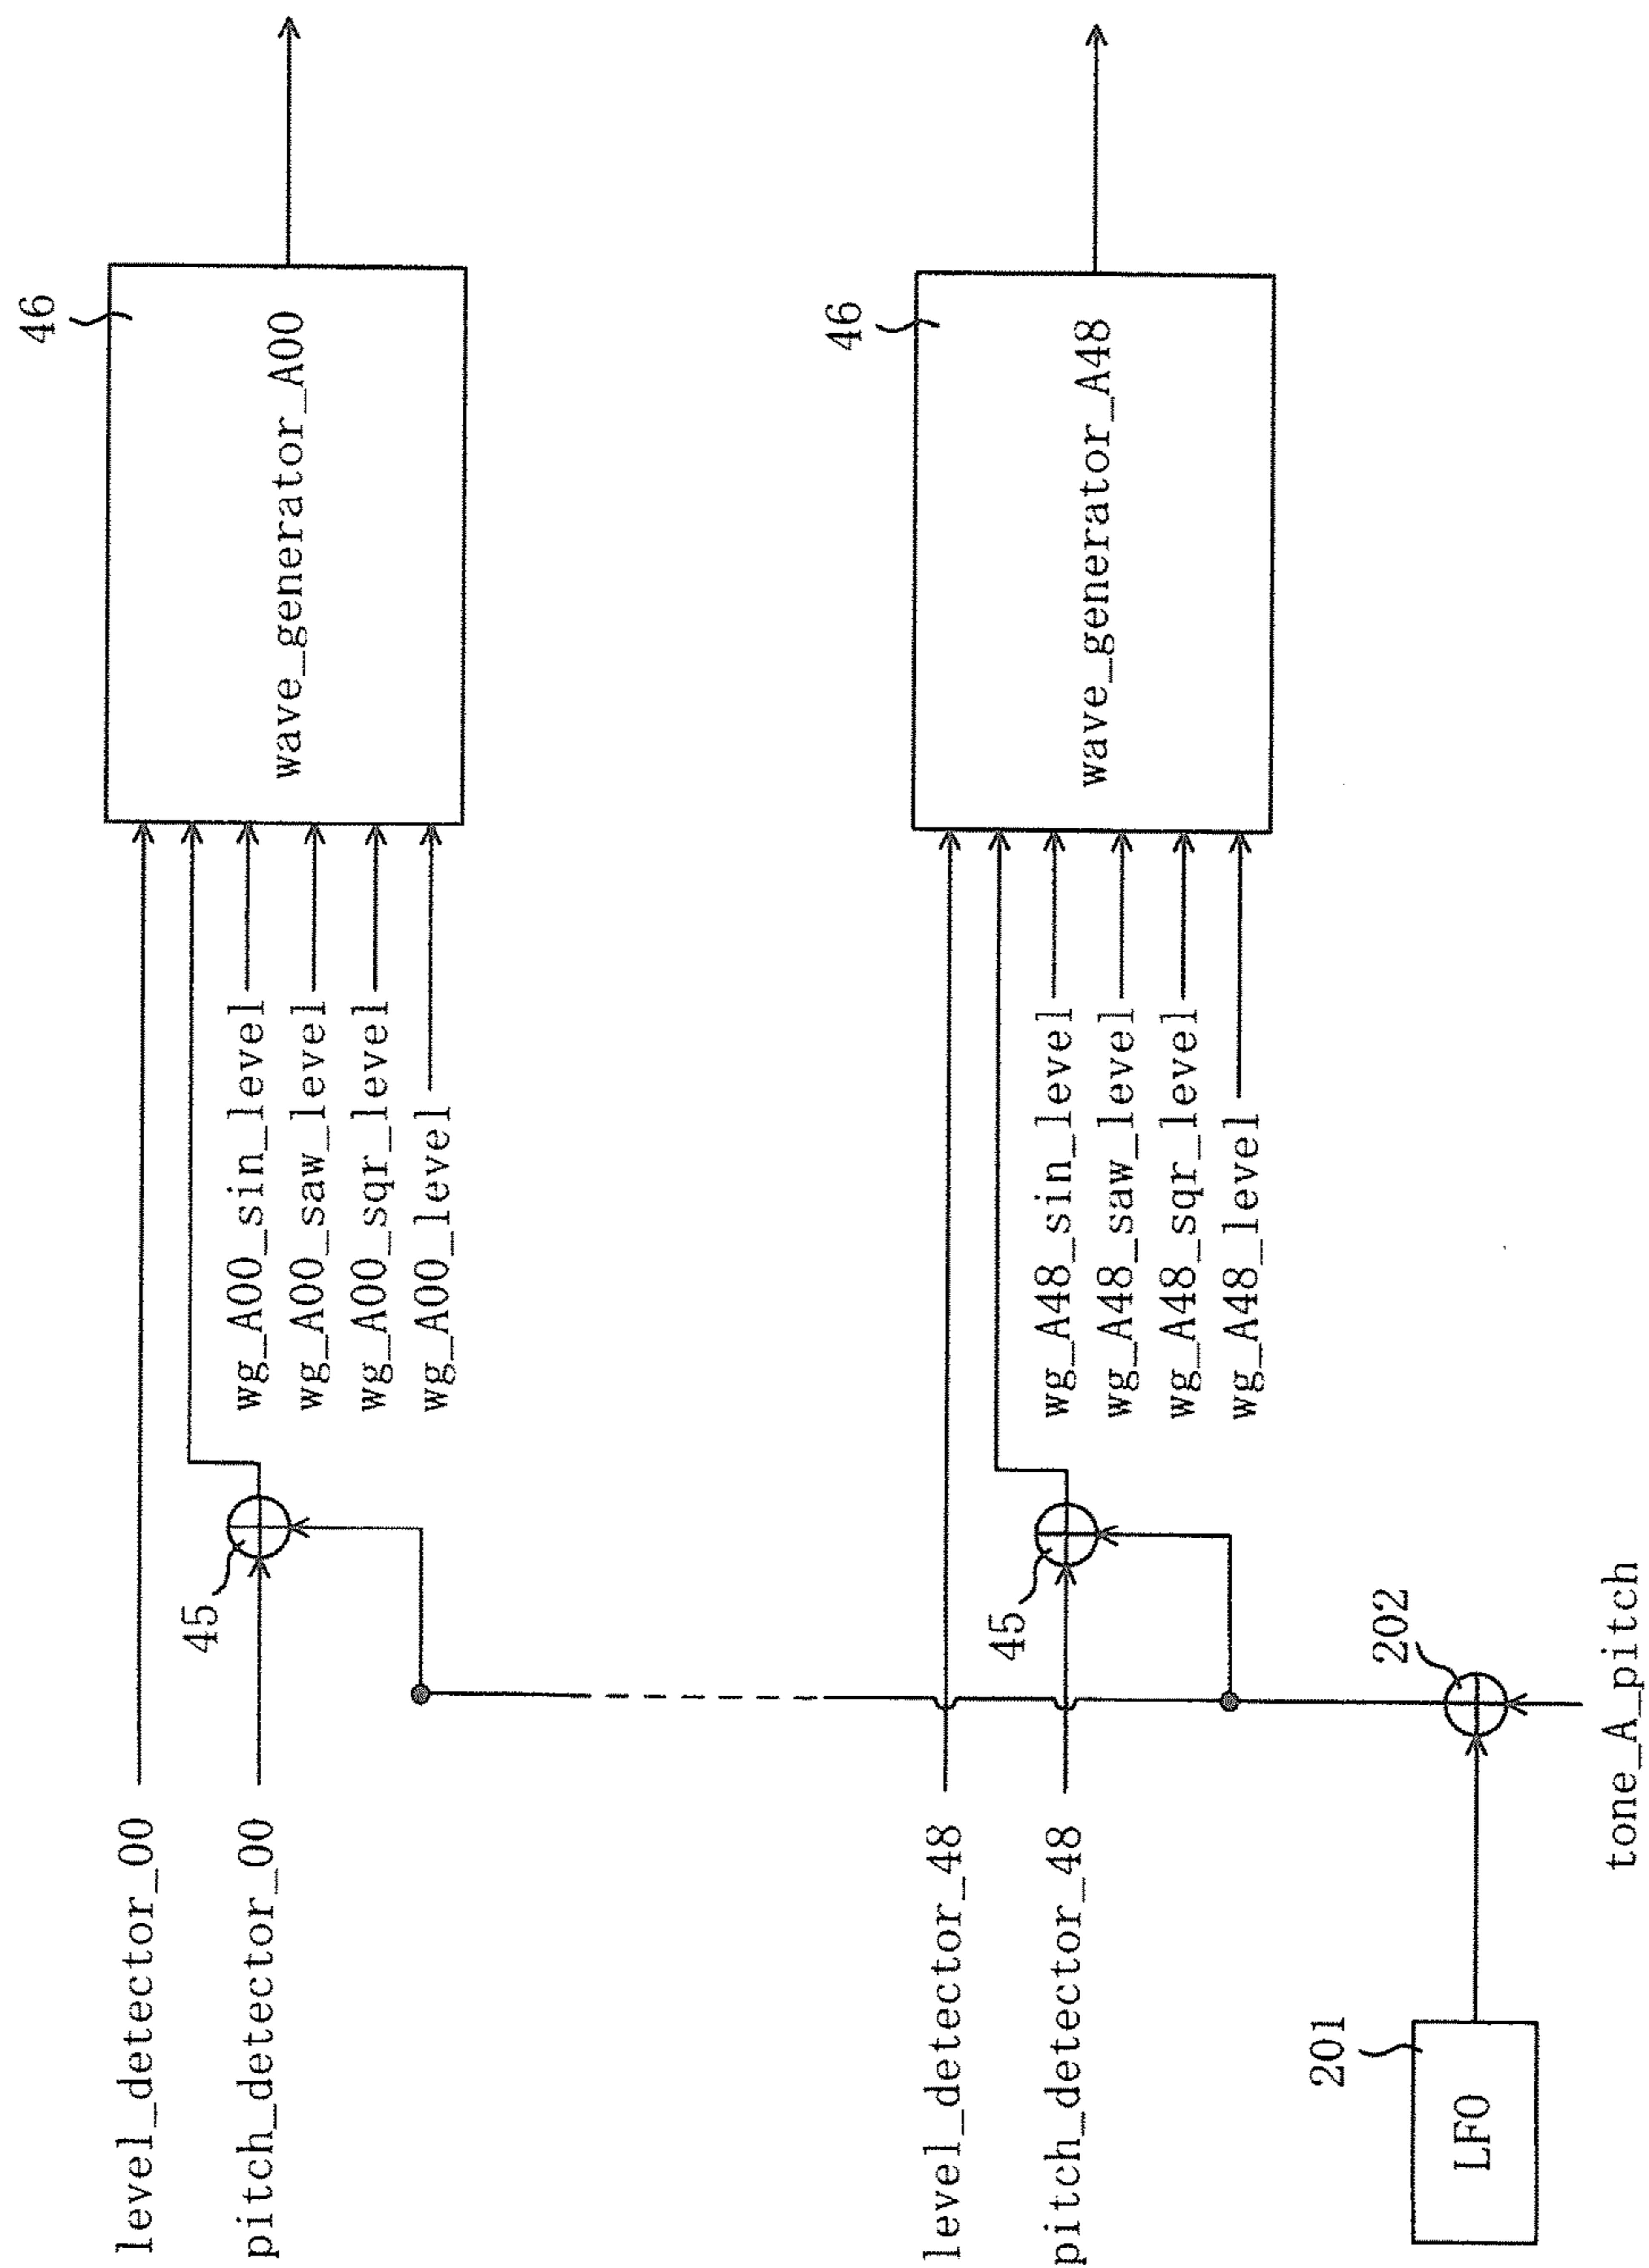 level_detector_00
pitch_detector_00
45
wg_A00_sin_level
wg_A00_saw_level
wg_A00_sqr_level
wg_A00_level
46
wave_generator_A00
level_detector_48
pitch_detector_48
45
wg_A48_sin_level
wg_A48_saw_level
wg_A48_sqr_level
wg_A48_level
46
wave_generator_A48
201
LFO
202
tone_A_pitch